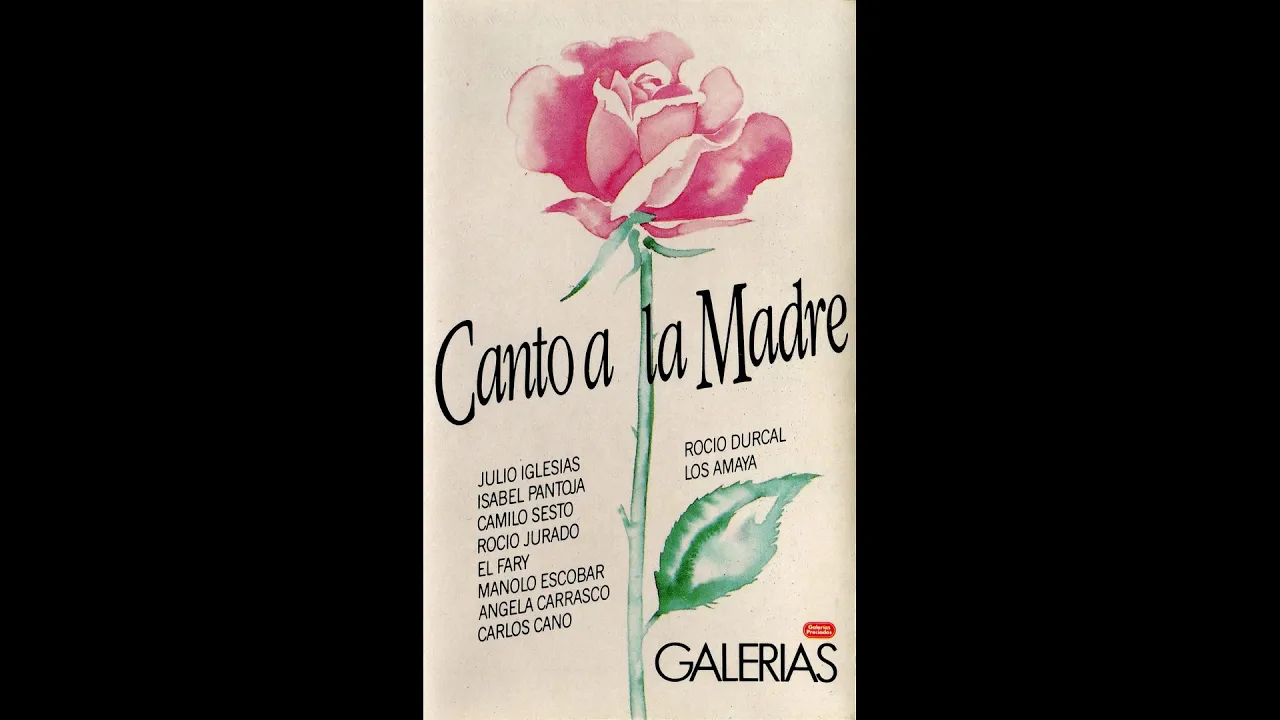 Canto a la Madre
JULIO IGLESIAS
ISABEL PANTOJA
CAMILO SESTO
ROCIO JURADO
EL FARY
MANOLO ESCOBAR
ANGELA CARRASCO
CARLOS CANO
ROCIO DURCAL
LOS AMAYA
Galerías
Preciados
GALERIAS